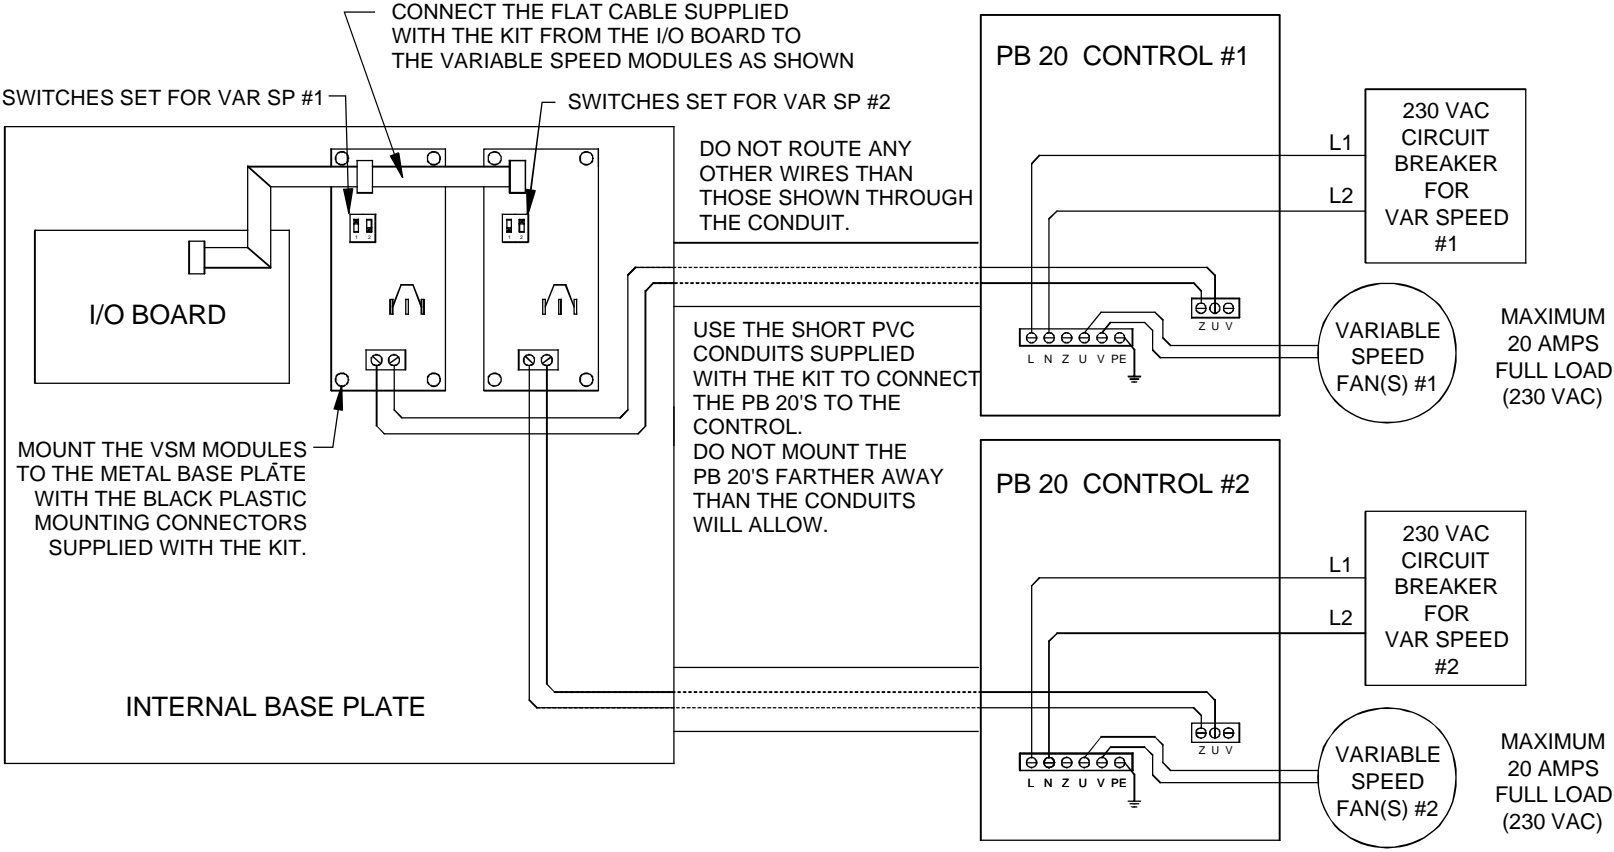 CONNECT THE FLAT CABLE SUPPLIED
WITH THE KIT FROM THE I/O BOARD TO
THE VARIABLE SPEED MODULES AS SHOWN
SWITCHES SET FOR VAR SP #1
SWITCHES SET FOR VAR SP #2
1 2
1 2
I/O BOARD
MOUNT THE VSM MODULES
TO THE METAL BASE PLATE
WITH THE BLACK PLASTIC
MOUNTING CONNECTORS
SUPPLIED WITH THE KIT.
INTERNAL BASE PLATE
DO NOT ROUTE ANY
OTHER WIRES THAN
THOSE SHOWN THROUGH
THE CONDUIT.
USE THE SHORT PVC
CONDUITS SUPPLIED
WITH THE KIT TO CONNECT
THE PB 20'S TO THE
CONTROL.
DO NOT MOUNT THE
PB 20'S FARTHER AWAY
THAN THE CONDUITS
WILL ALLOW.
PB 20 CONTROL #1
L1
L2
230 VAC
CIRCUIT
BREAKER
FOR
VAR SPEED
#1
Z U V
L N Z U V PE
VARIABLE
SPEED
FAN(S) #1
MAXIMUM
20 AMPS
FULL LOAD
(230 VAC)
PB 20 CONTROL #2
L1
L2
230 VAC
CIRCUIT
BREAKER
FOR
VAR SPEED
#2
Z U V
L N Z U V PE
VARIABLE
SPEED
FAN(S) #2
MAXIMUM
20 AMPS
FULL LOAD
(230 VAC)